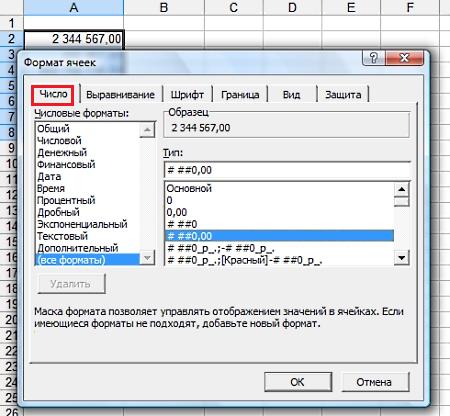 A B C D E F
1
2 2 344 567,00
3
4
5
6
7
8
9
10
11
12
13
14
15
16
17
18
19
20
21
22
23
24
25
26
Формат ячеек
Число Выравнивание Шрифт Граница Вид Защита
Числовые форматы:
Общий
Числовой
Денежный
Финансовый
Дата
Время
Процентный
Дробный
Экспоненциальный
Текстовый
Дополнительный
(все форматы)
Образец
2 344 567,00
Тип:
# ##0,00
Основной
0
0,00
# ##0
# ##0,00
# ##0_р_.;-# ##0_р_.
# ##0_р_.;[Красный]-# ##0_р_.
Удалить
Маска формата позволяет управлять отображением значений в ячейках. Если
имеющиеся форматы не подходят, добавьте новый формат.
ОК Отмена